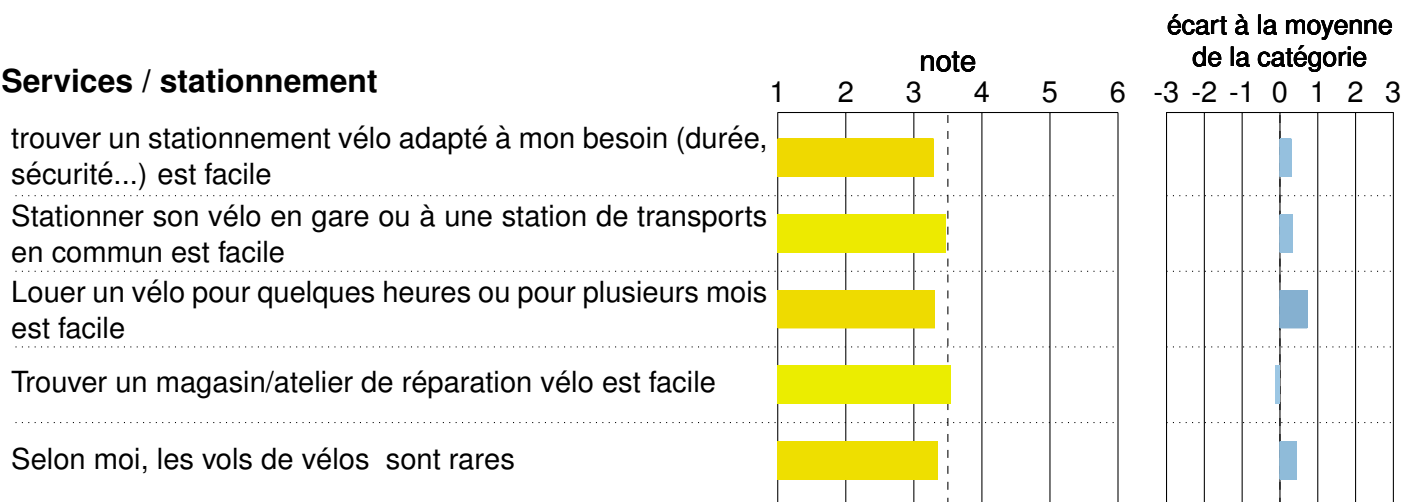 écart à la moyenne
note de la catégorie
Services / stationnement
1 2 3 4 5 6 -3 -2 -1 0 1 2 3
trouver un stationnement vélo adapté à mon besoin (durée,
sécurité...) est facile
Stationner son vélo en gare ou à une station de transports
en commun est facile
Louer un vélo pour quelques heures ou pour plusieurs mois
est facile
Trouver un magasin/atelier de réparation vélo est facile
Selon moi, les vols de vélos sont rares